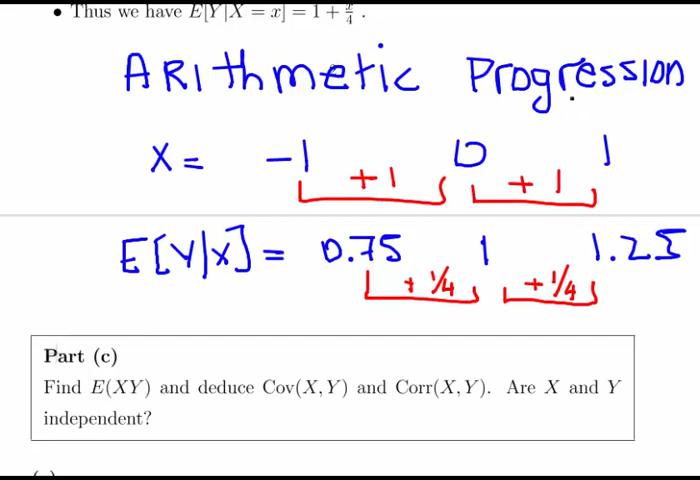 • Thus we have E[Y|X = x] = 1 + x/4 .
ARithmetic Progression
X = -1 0 1
+1 +1
E[Y|X] = 0.75 1 1.25
+ 1/4 + 1/4
Part (c)
Find E(XY) and deduce Cov(X, Y) and Corr(X, Y). Are X and Y
independent?